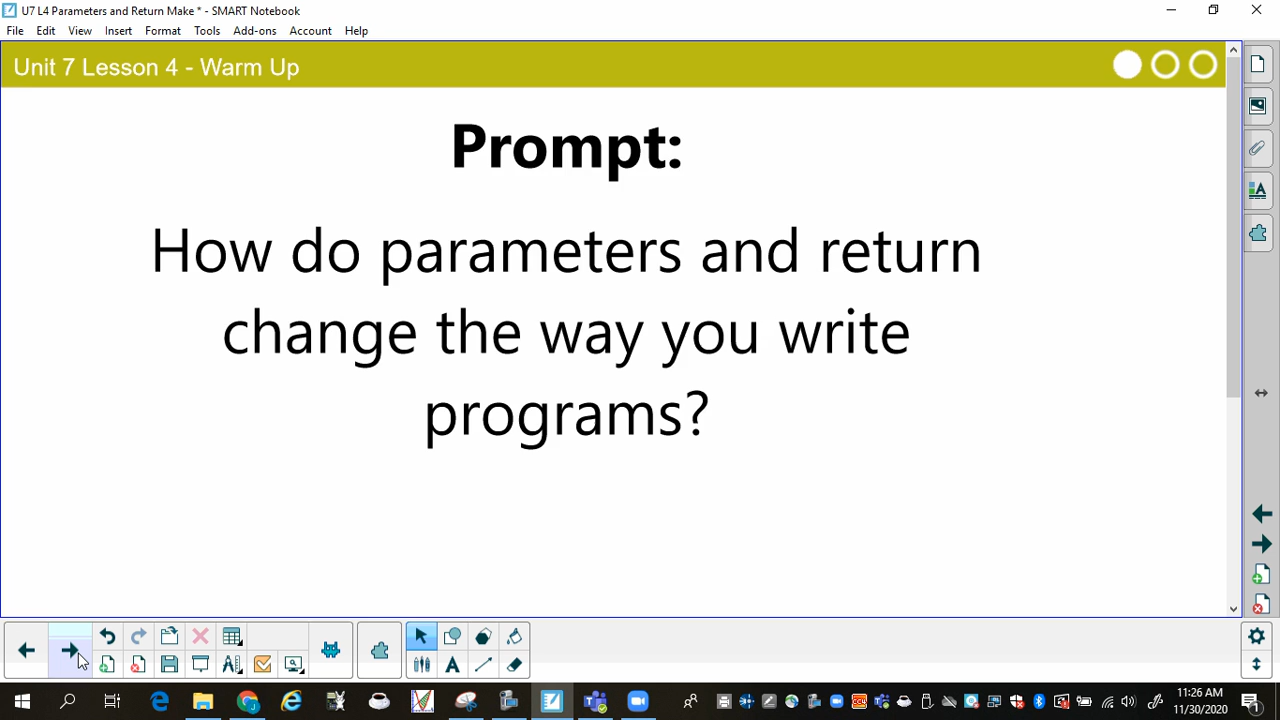 U7 L4 Parameters and Return Make * - SMART Notebook
File Edit View Insert Format Tools Add-ons Account Help
Unit 7 Lesson 4 - Warm Up
Prompt:
How do parameters and return
change the way you write
programs?
11:26 AM
11/30/2020